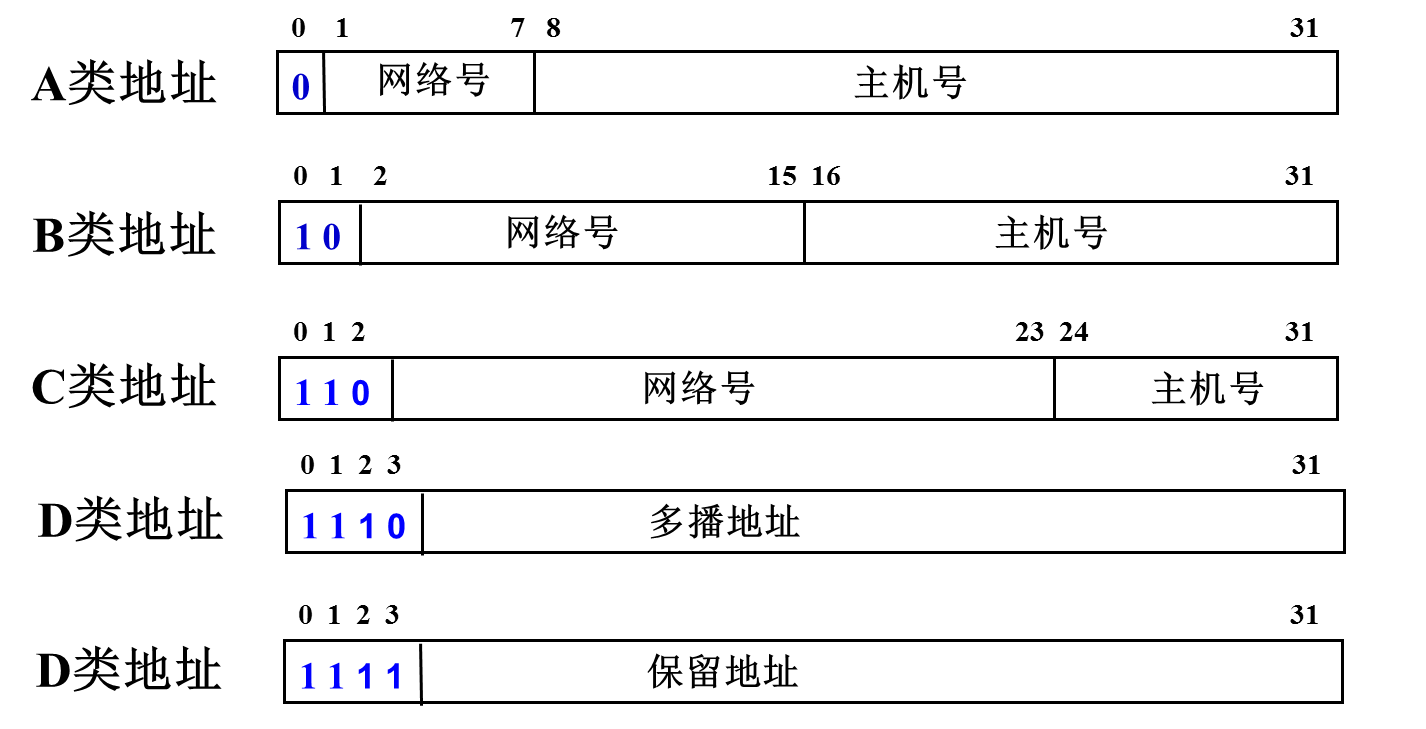 0 1 7 8 31
A类地址 0 网络号 主机号
0 1 2 15 16 31
B类地址 1 0 网络号 主机号
0 1 2 23 24 31
C类地址 1 1 0 网络号 主机号
0 1 2 3 31
D类地址 1 1 1 0 多播地址
0 1 2 3 31
D类地址 1 1 1 1 保留地址